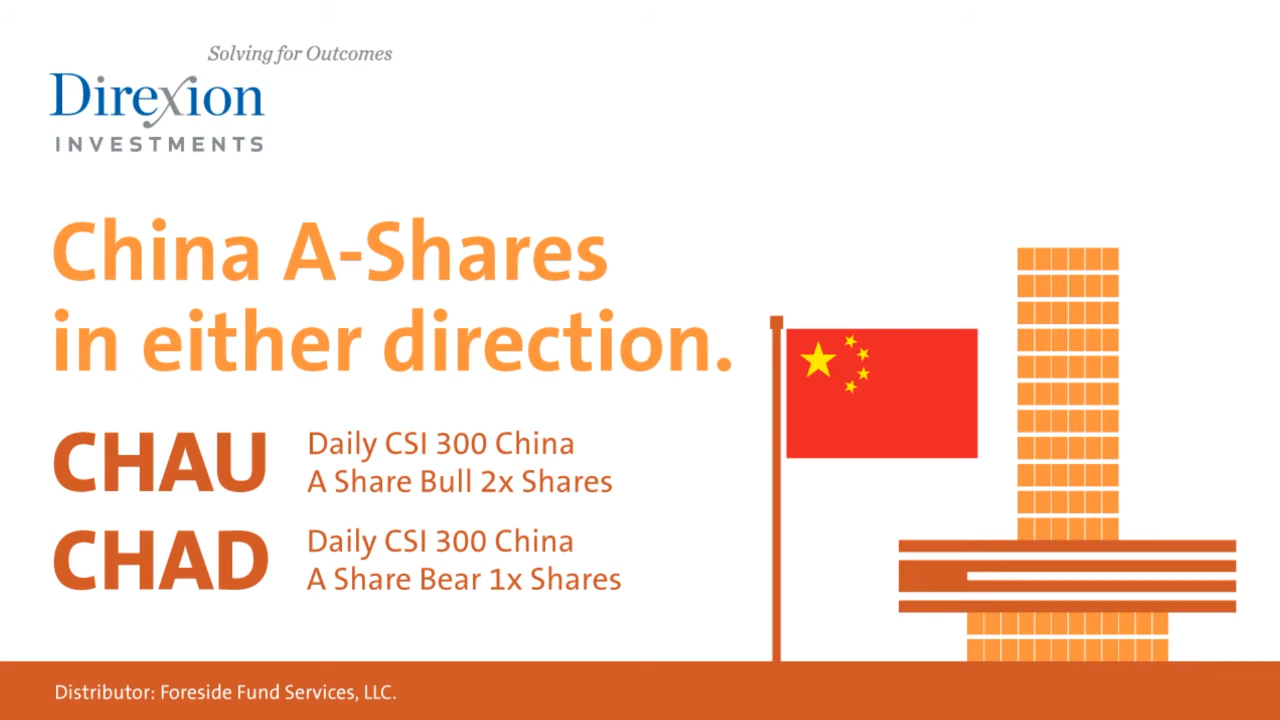 Solving for Outcomes
Direxion
INVESTMENTS
China A-Shares
in either direction.
CHAU
Daily CSI 300 China
A Share Bull 2x Shares
CHAD
Daily CSI 300 China
A Share Bear 1x Shares
Distributor: Foreside Fund Services, LLC.